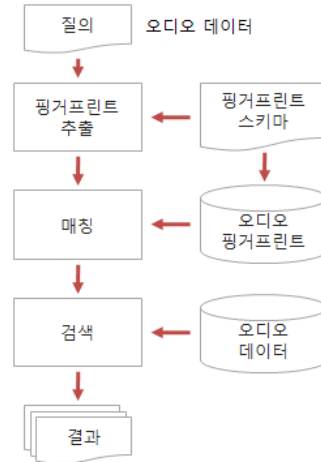 질의
오디오 데이터
핑거프린트
추출
핑거프린트
스키마
매칭
오디오
핑거프린트
검색
오디오
데이터
결과